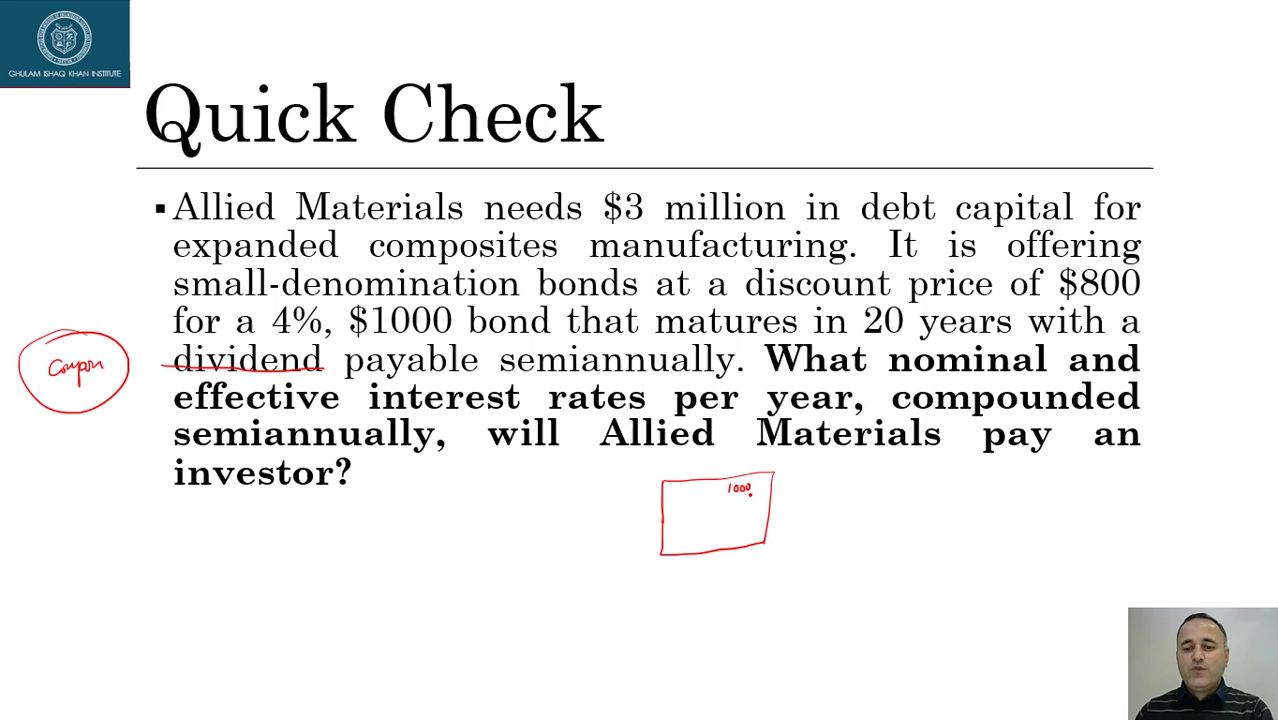 GHULAM ISHAQ KHAN INSTITUTE
Quick Check
▪ Allied Materials needs $3 million in debt capital for
expanded composites manufacturing. It is offering
small-denomination bonds at a discount price of $800
for a 4%, $1000 bond that matures in 20 years with a
Coupon
dividend payable semiannually. What nominal and
effective interest rates per year, compounded
semiannually, will Allied Materials pay an
investor?
1000